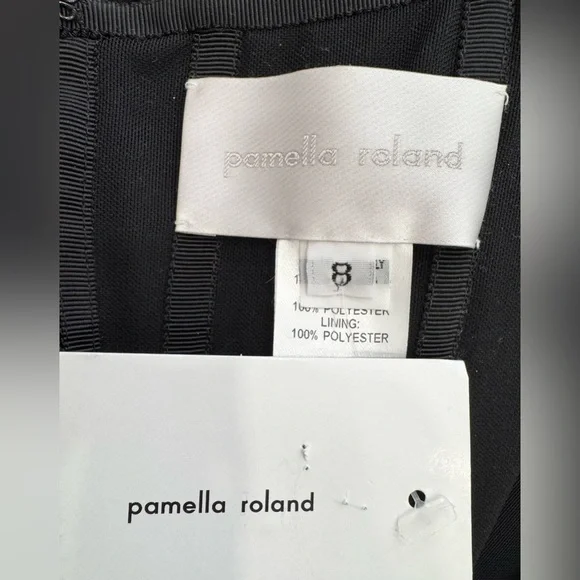 pamella roland
8
100% POLYESTER
LINING:
100% POLYESTER
pamella roland